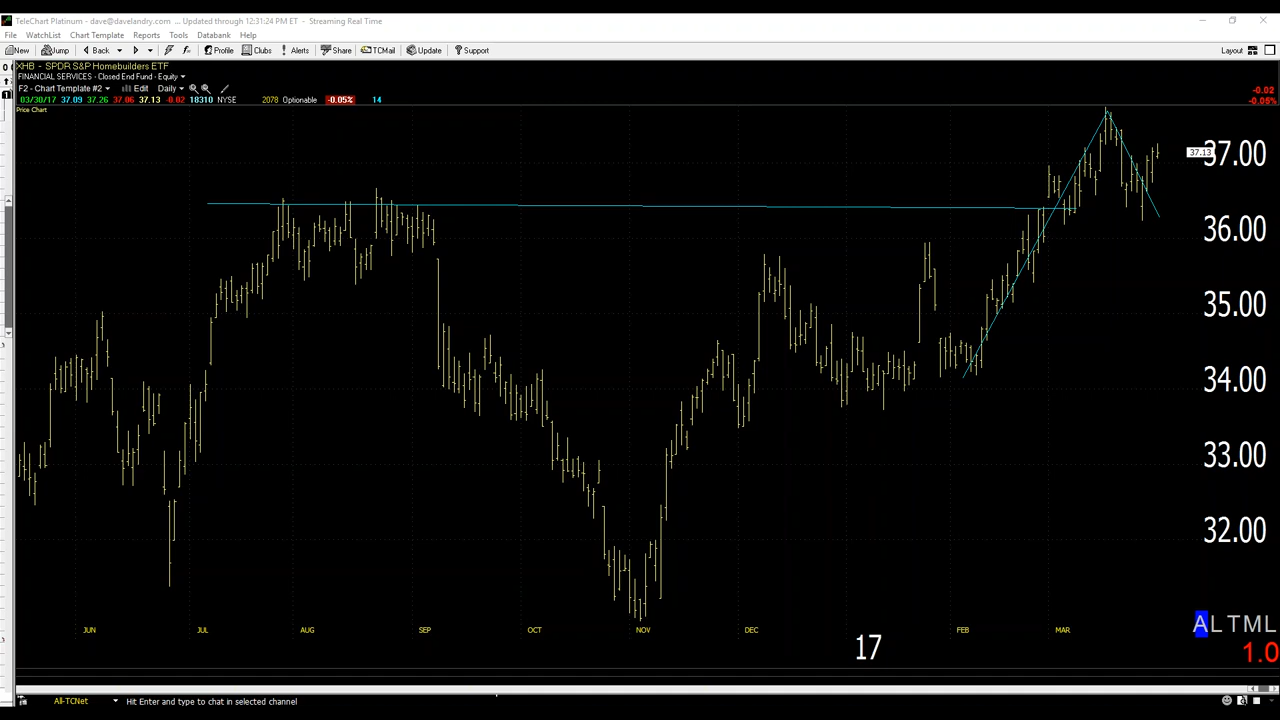 TeleChart Platinum - dave@davelandry.com ... Updated through 12:31:24 PM ET - Streaming Real Time
File WatchList Chart Template Reports Tools Databank Help
New Jump Back Profile Clubs Alerts Share TCMail Update Support Layout
XHB - SPDR S&P Homebuilders ETF
FINANCIAL SERVICES - Closed End Fund - Equity
F2 - Chart Template #2 Edit Daily
03/30/17 37.09 37.26 37.06 37.13 -0.02 18310 NYSE 2078 Optionable -0.05% 14
-0.02
-0.05%
Price Chart
37.13
37.00
36.00
35.00
34.00
33.00
32.00
JUN JUL AUG SEP OCT NOV DEC FEB MAR
17
ALTML
1.0
All-TCNet Hit Enter and type to chat in selected channel